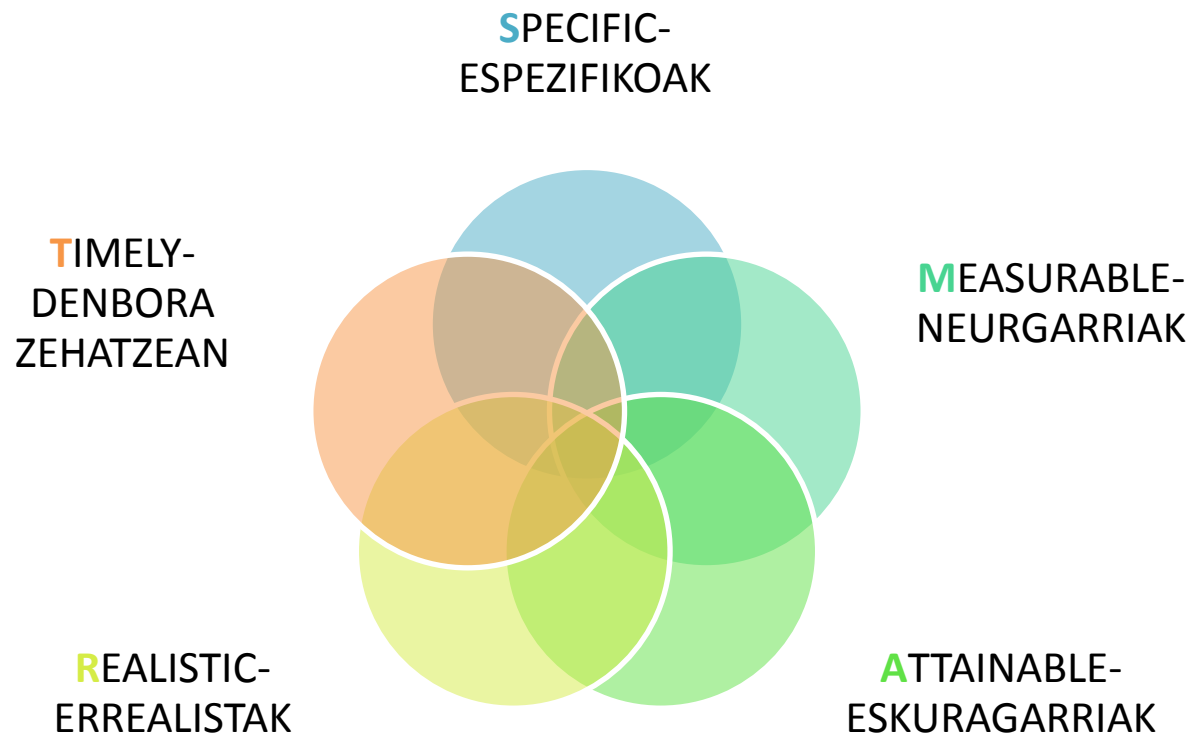 SPECIFIC-
ESPEZIFIKOAK
MEASURABLE-
NEURGARRIAK
ATTAINABLE-
ESKURAGARRIAK
REALISTIC-
ERREALISTAK
TIMELY-
DENBORA
ZEHATZEAN